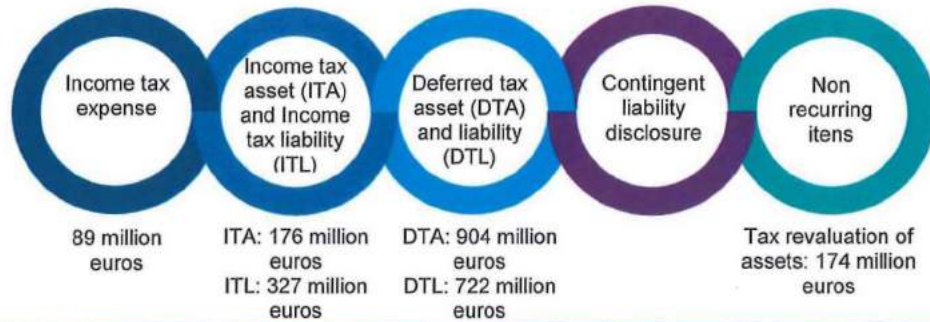 Income tax
expense
Income tax
asset (ITA)
and Income
tax liability
(ITL)
Deferred tax
asset (DTA)
and liability
(DTL)
Contingent
liability
disclosure
Non
recurring
itens
89 million
euros
ITA: 176 million
euros
ITL: 327 million
euros
DTA: 904 million
euros
DTL: 722 million
euros
Tax revaluation of
assets: 174 million
euros